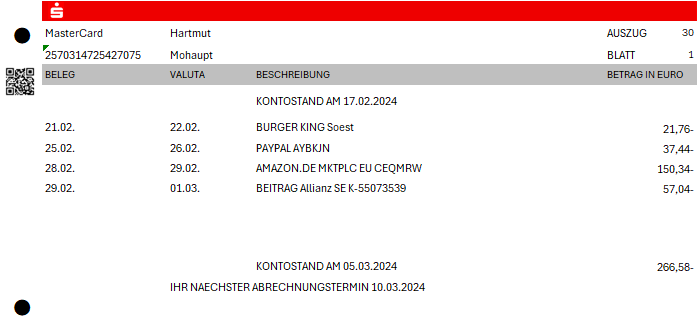 MasterCard Hartmut AUSZUG 30
2570314725427075 Mohaupt BLATT 1
BELEG VALUTA BESCHREIBUNG BETRAG IN EURO
KONTOSTAND AM 17.02.2024
21.02. 22.02. BURGER KING Soest 21,76-
25.02. 26.02. PAYPAL AYBKJN 37,44-
28.02. 29.02. AMAZON.DE MKTPLC EU CEQMRW 150,34-
29.02. 01.03. BEITRAG Allianz SE K-55073539 57,04-
KONTOSTAND AM 05.03.2024 266,58-
IHR NAECHSTER ABRECHNUNGSTERMIN 10.03.2024